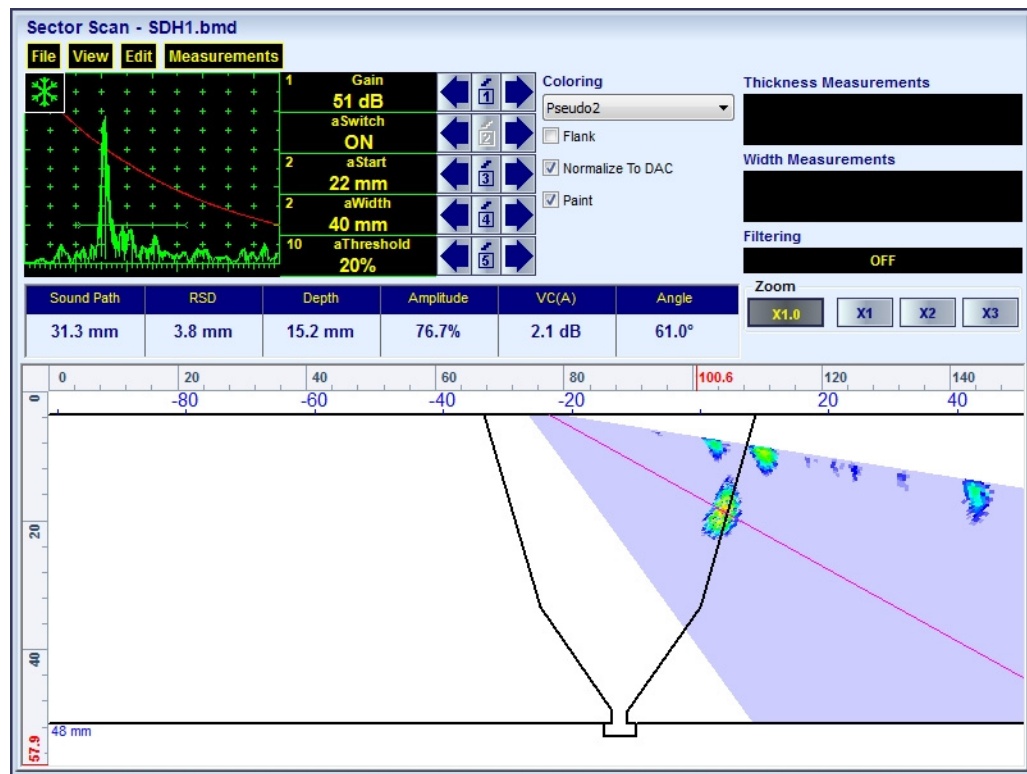 Sector Scan - SDH1.bmd
File View Edit Measurements
1 Gain
51 dB
1
aSwitch
ON
2
2 aStart
22 mm
3
2 aWidth
40 mm
4
10 aThreshold
20%
5
Coloring
Pseudo2
Flank
Normalize To DAC
Paint
Thickness Measurements
Width Measurements
Filtering
OFF
Zoom
X1.0 X1 X2 X3
Sound Path RSD Depth Amplitude VC(A) Angle
31.3 mm 3.8 mm 15.2 mm 76.7% 2.1 dB 61.0°
0 20 40 60 80 100.6 120 140
-80 -60 -40 -20 20 40
0
20
40
57.9
48 mm